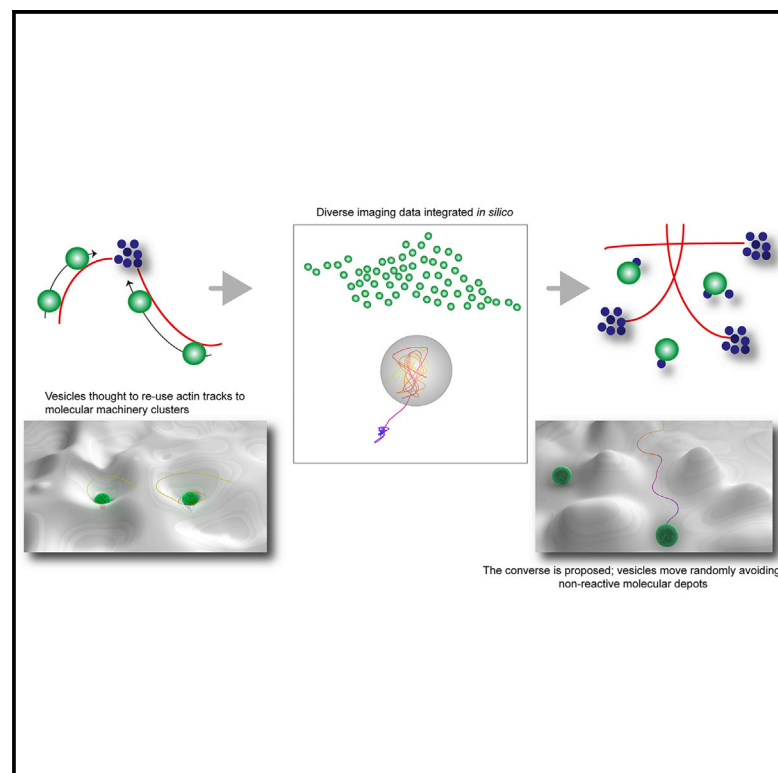 Diverse imaging data integrated in silico
Vesicles thought to re-use actin tracks to
molecular machinery clusters
The converse is proposed; vesicles move randomly avoiding
non-reactive molecular depots